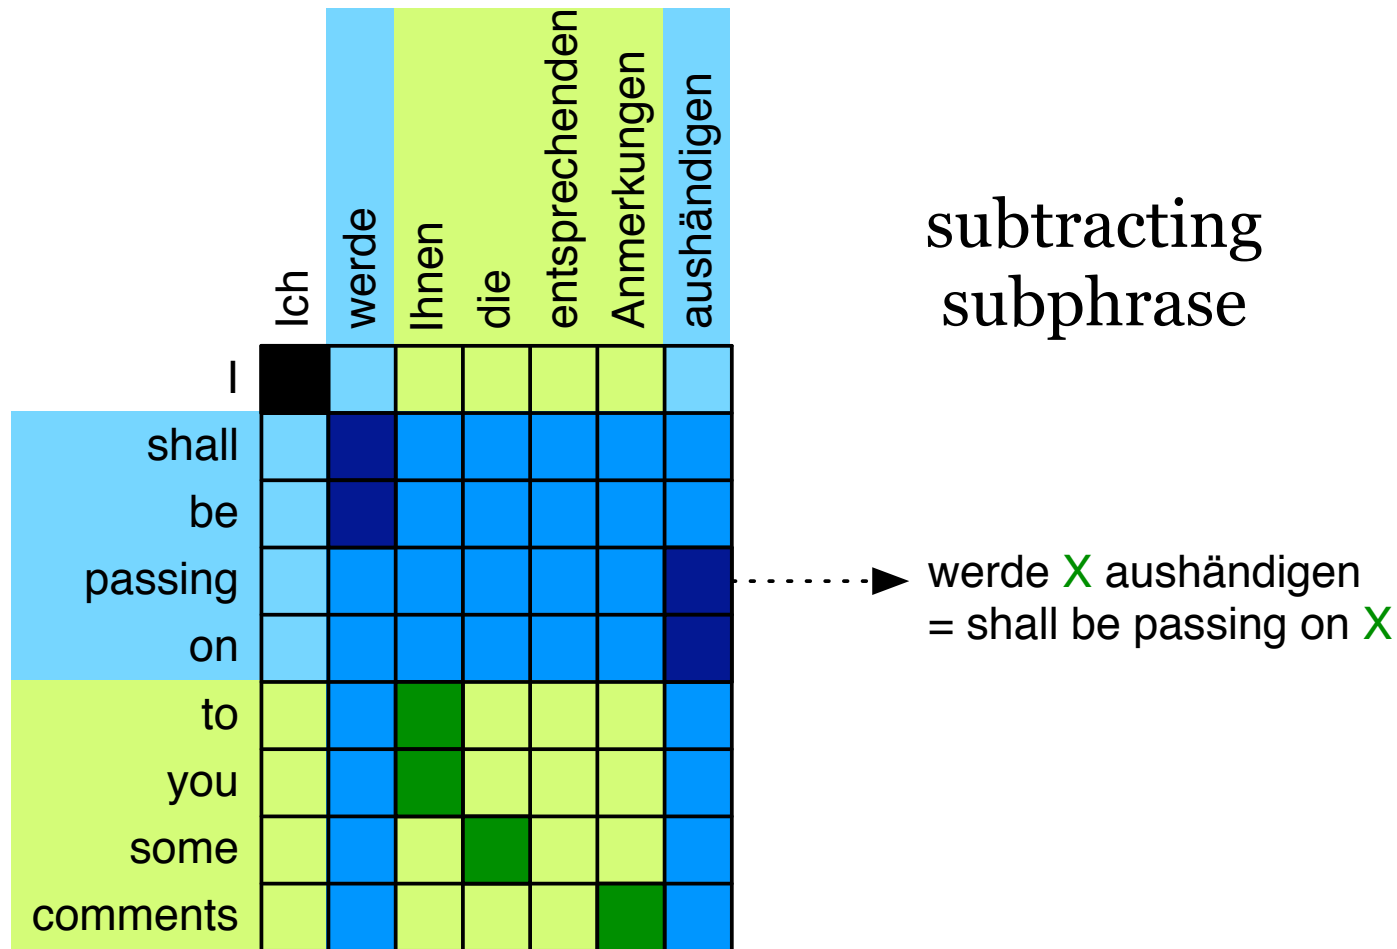 Ich
werde
Ihnen
die
entsprechenden
Anmerkungen
aushändigen
subtracting
subphrase
I
shall
be
passing
on
to
you
some
comments
werde X aushändigen
= shall be passing on X